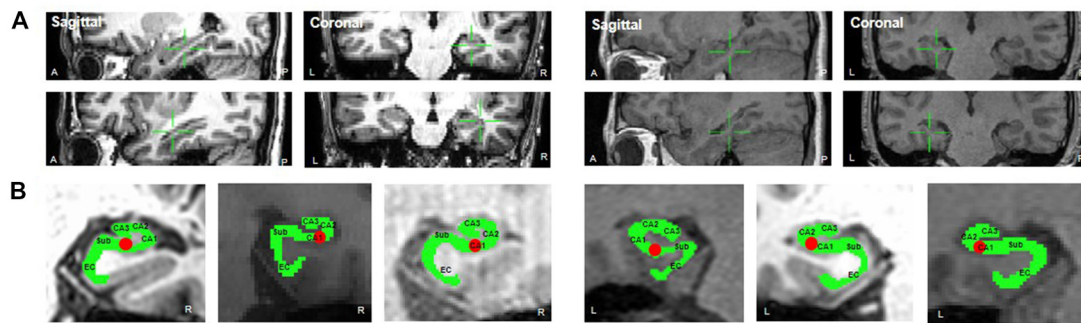 A
Sagittal Coronal Sagittal Coronal
A P L R A P L R
A P L R A P L R
B
CA3 CA2 Sub CA1 EC R
CA3 CA2 Sub CA1 EC R
CA3 CA2 Sub CA1 EC R
CA2 CA3 CA1 Sub EC L
CA2 CA3 CA1 Sub EC L
CA2 CA3 CA1 Sub EC L